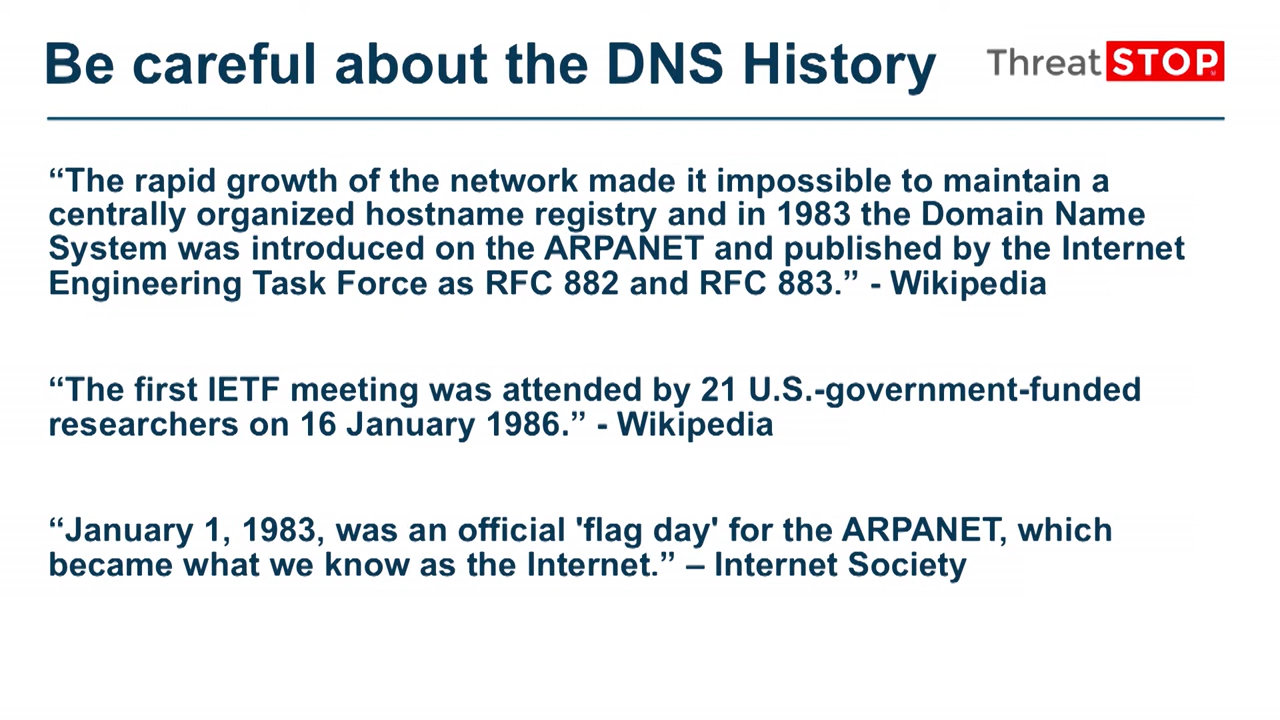 Be careful about the DNS History
ThreatSTOP
“The rapid growth of the network made it impossible to maintain a
centrally organized hostname registry and in 1983 the Domain Name
System was introduced on the ARPANET and published by the Internet
Engineering Task Force as RFC 882 and RFC 883.” - Wikipedia
“The first IETF meeting was attended by 21 U.S.-government-funded
researchers on 16 January 1986.” - Wikipedia
“January 1, 1983, was an official 'flag day' for the ARPANET, which
became what we know as the Internet.” – Internet Society